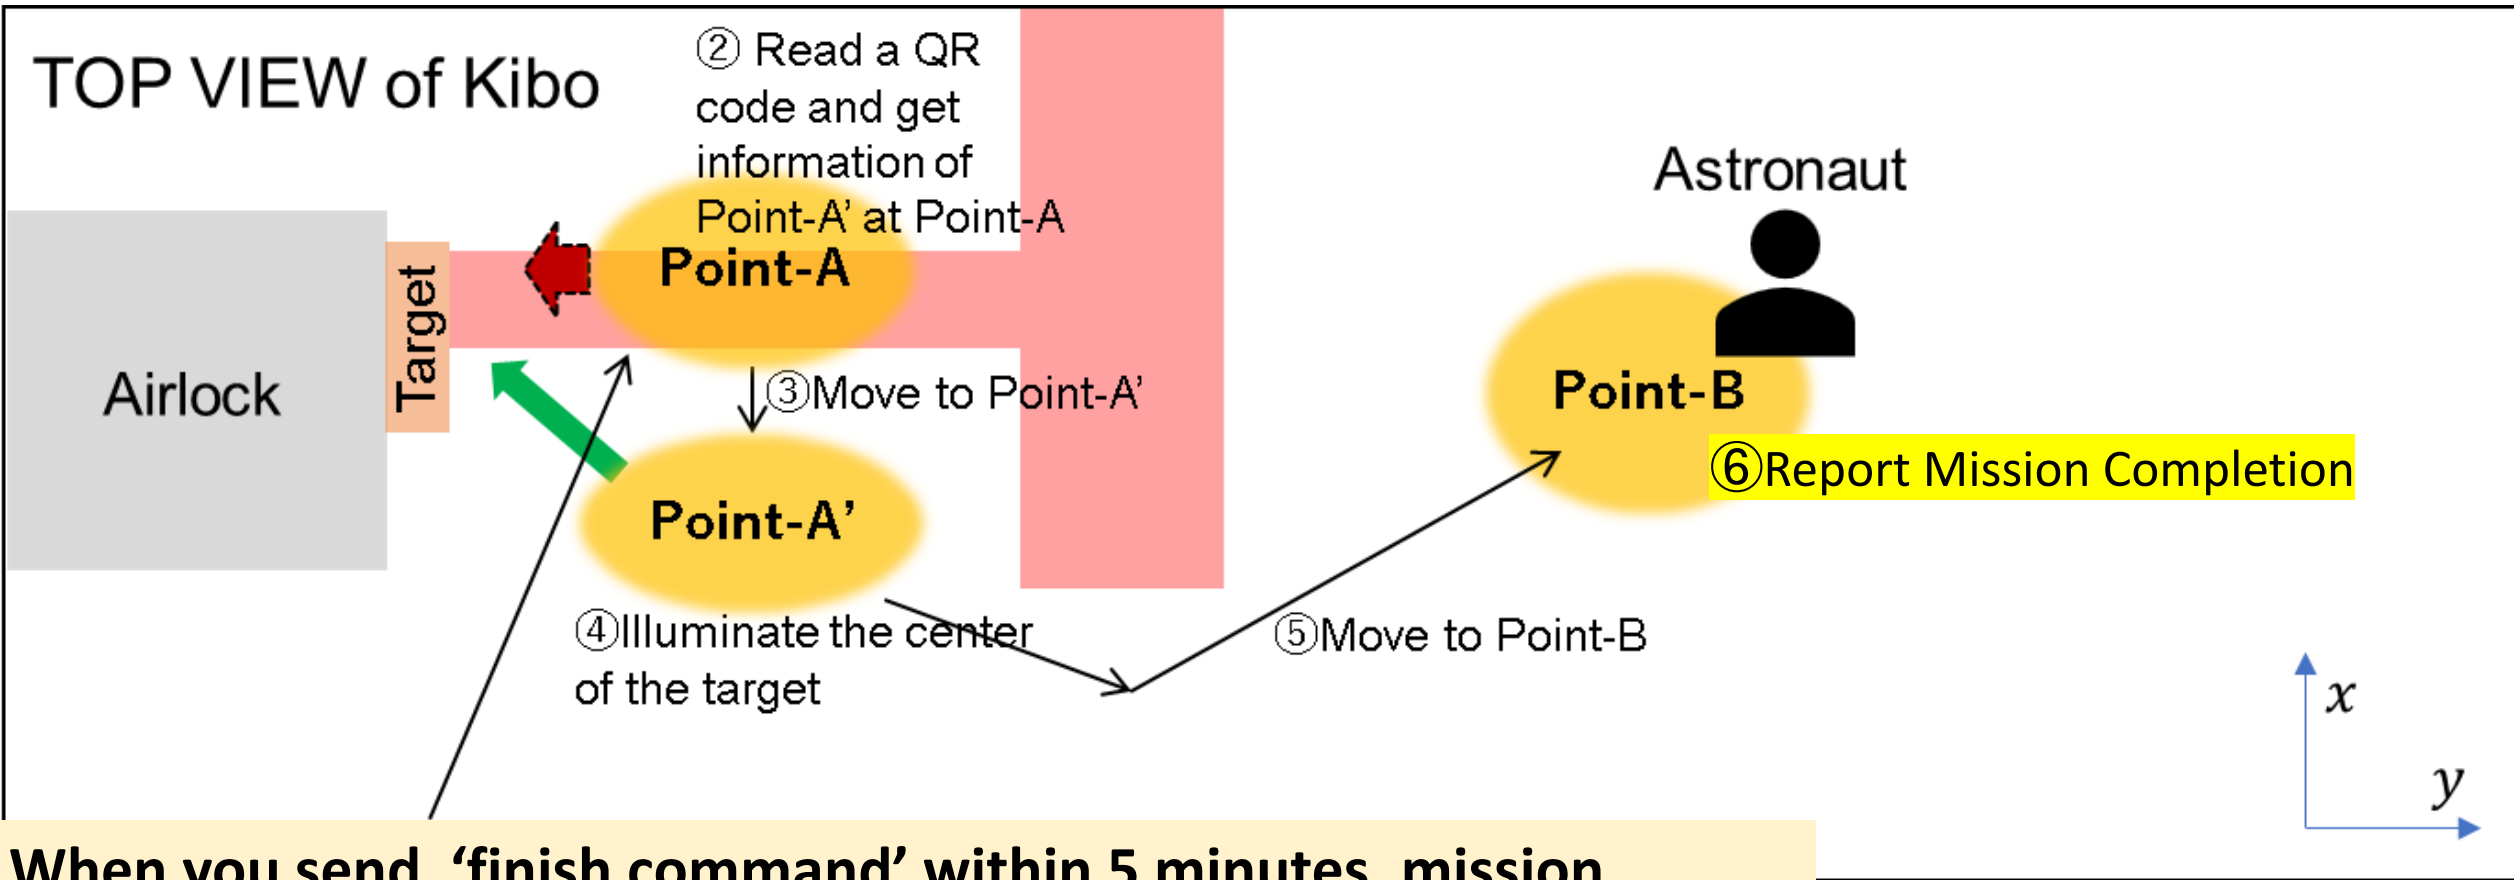 TOP VIEW of Kibo
② Read a QR
code and get
information of
Point-A’ at Point-A
Astronaut
Point-A
Target
Airlock
③Move to Point-A’
Point-B
⑥Report Mission Completion
Point-A’
④Illuminate the center
of the target
⑤Move to Point-B
x
y
When you send ‘finish command’ within 5 minutes, mission